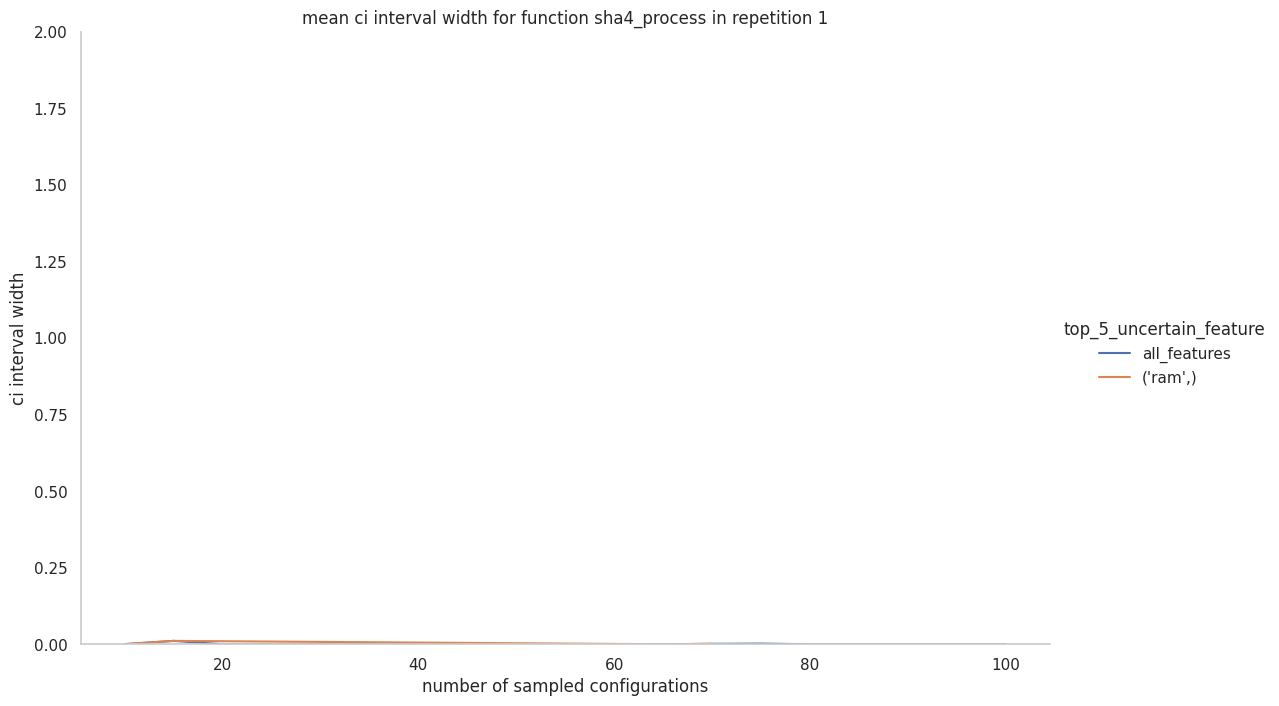 mean ci interval width for function sha4_process in repetition 1
2.00
1.75
1.50
1.25
1.00
0.75
0.50
0.25
0.00
ci interval width
20
40
60
80
100
number of sampled configurations
top_5_uncertain_feature
all_features
('ram',)